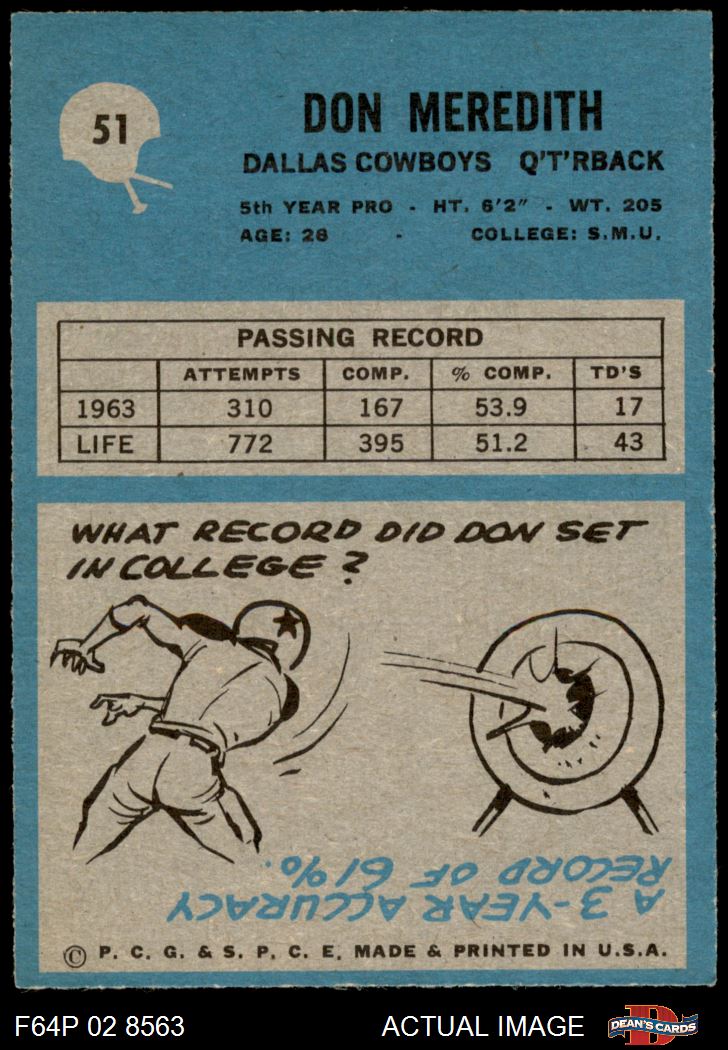 51
DON MEREDITH
DALLAS COWBOYS Q'T'RBACK
5th YEAR PRO - HT. 6'2" - WT. 205
AGE: 26 - COLLEGE: S.M.U.
PASSING RECORD
ATTEMPTS COMP. % COMP. TD'S
1963 310 167 53.9 17
LIFE 772 395 51.2 43
WHAT RECORD DID DON SET
IN COLLEGE?
A 3-YEAR ACCURACY
RECORD OF 61%.
© P. C. G. & S. P. C. E. MADE & PRINTED IN U.S.A.
F64P 02 8563 ACTUAL IMAGE
D
DEAN'S CARDS